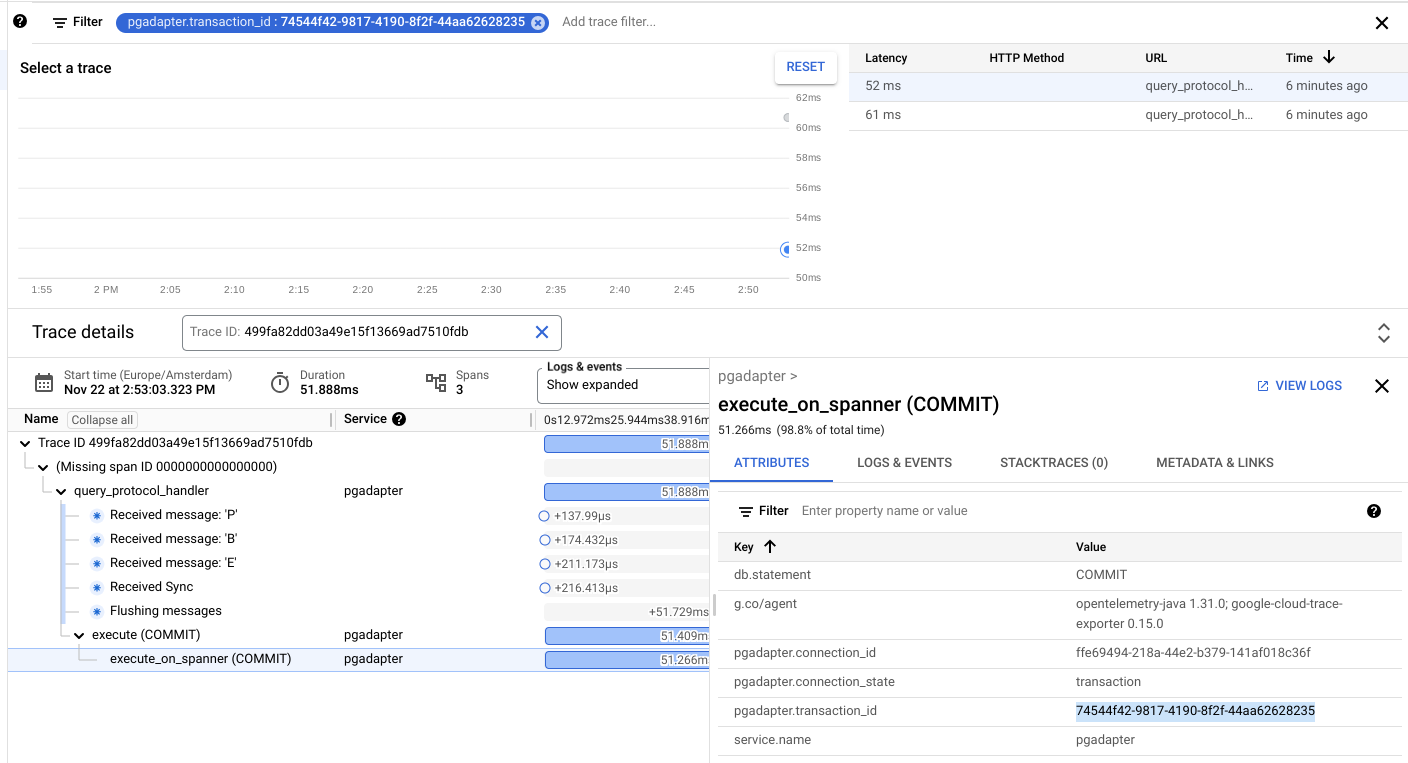 Filter pgadapter.transaction_id : 74544f42-9817-4190-8f2f-44aa62628235 Add trace filter...
Select a trace
RESET
62ms
60ms
58ms
56ms
54ms
52ms
50ms
1:55 2 PM 2:05 2:10 2:15 2:20 2:25 2:30 2:35 2:40 2:45 2:50
Latency HTTP Method URL Time
52 ms query_protocol_h... 6 minutes ago
61 ms query_protocol_h... 6 minutes ago
Trace details
Trace ID: 499fa82dd03a49e15f13669ad7510fdb
Start time (Europe/Amsterdam)
Nov 22 at 2:53:03.323 PM
Duration
51.888ms
Spans
3
Logs & events
Show expanded
Name Collapse all Service 0s12.972ms25.944ms38.916m
Trace ID 499fa82dd03a49e15f13669ad7510fdb 51.888m
(Missing span ID 0000000000000000)
query_protocol_handler pgadapter 51.888m
Received message: 'P' +137.99µs
Received message: 'B' +174.432µs
Received message: 'E' +211.173µs
Received Sync +216.413µs
Flushing messages +51.729ms
execute (COMMIT) pgadapter 51.409m
execute_on_spanner (COMMIT) pgadapter 51.266m
pgadapter >
execute_on_spanner (COMMIT)
VIEW LOGS
51.266ms (98.8% of total time)
ATTRIBUTES LOGS & EVENTS STACKTRACES (0) METADATA & LINKS
Filter Enter property name or value
Key Value
db.statement COMMIT
g.co/agent opentelemetry-java 1.31.0; google-cloud-trace-
exporter 0.15.0
pgadapter.connection_id ffe69494-218a-44e2-b379-141af018c36f
pgadapter.connection_state transaction
pgadapter.transaction_id 74544f42-9817-4190-8f2f-44aa62628235
service.name pgadapter